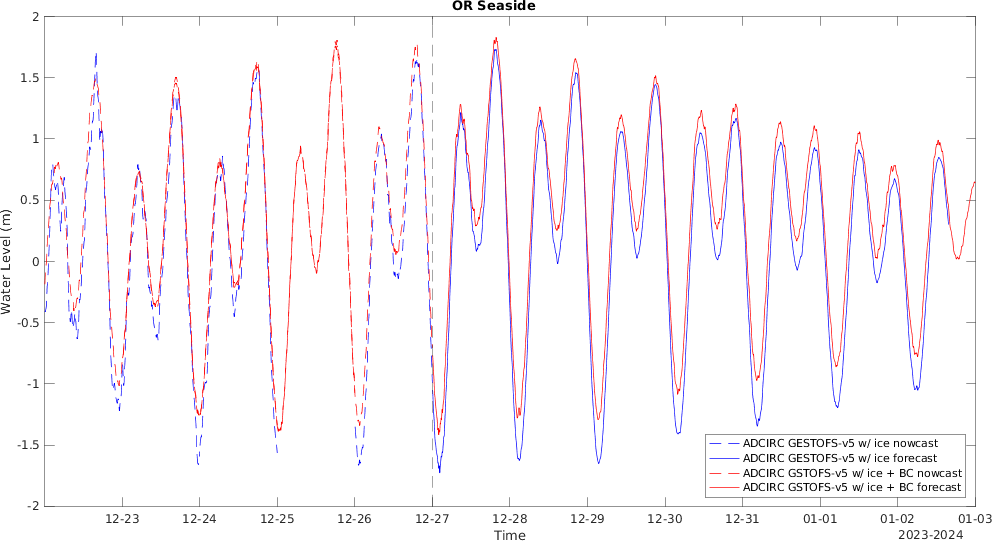 OR Seaside
2
1.5
1
0.5
0
-0.5
-1
-1.5
-2
Water Level (m)
12-23 12-24 12-25 12-26 12-27 12-28 12-29 12-30 12-31 01-01 01-02 01-03
Time
2023-2024
ADCIRC GESTOFS-v5 w/ ice nowcast
ADCIRC GESTOFS-v5 w/ ice forecast
ADCIRC GSTOFS-v5 w/ ice + BC nowcast
ADCIRC GSTOFS-v5 w/ ice + BC forecast